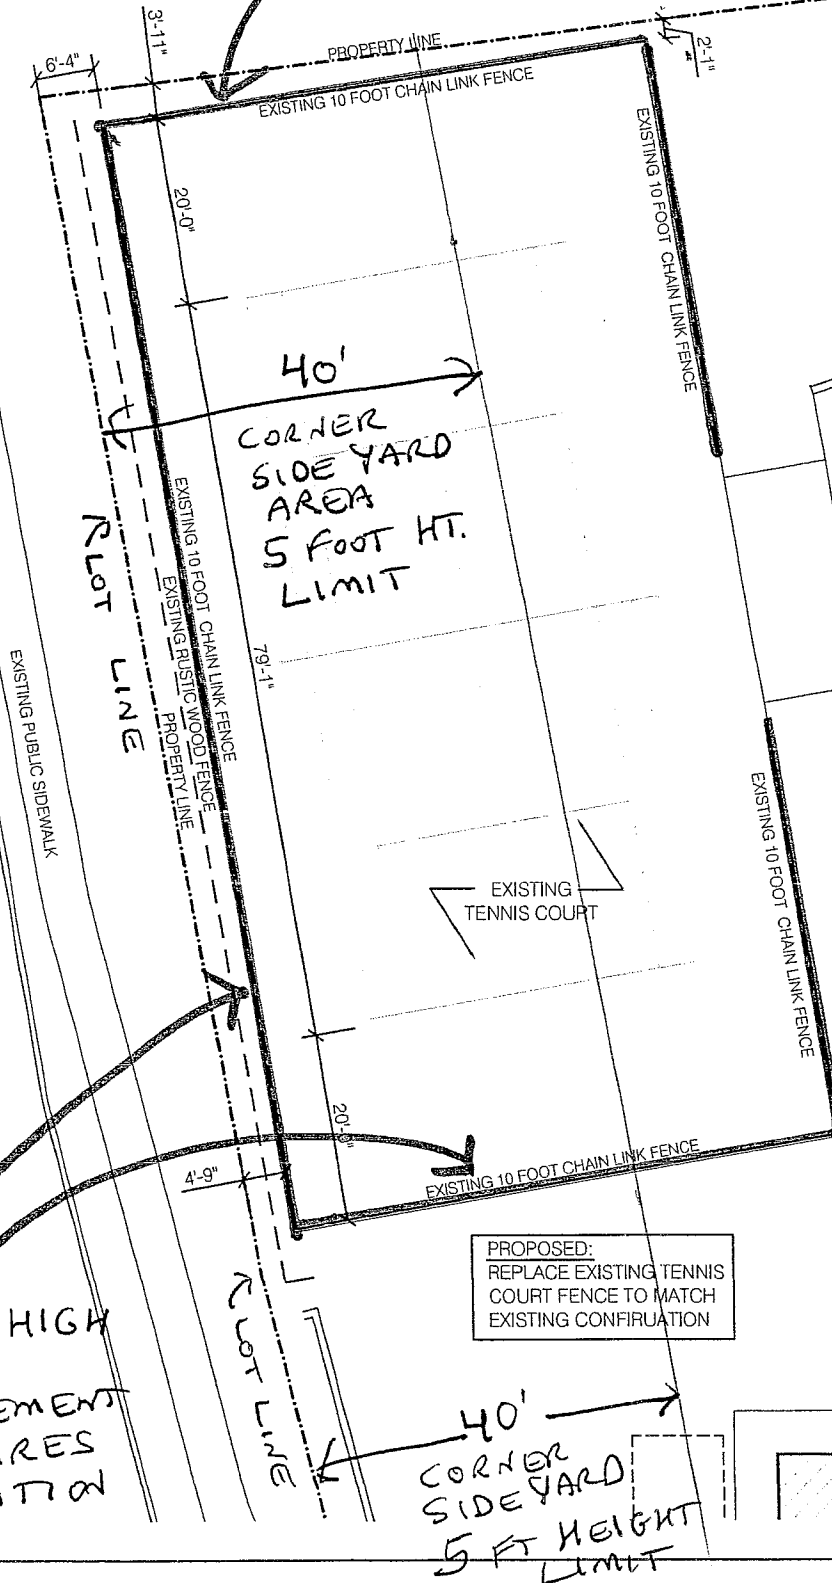 3'-11"
6'-4"
PROPERTY LINE
2'-1"
EXISTING 10 FOOT CHAIN LINK FENCE
EXISTING 10 FOOT CHAIN LINK FENCE
20'-0"
40'
CORNER
SIDE YARD
AREA
5 FOOT HT.
LIMIT
LOT LINE
EXISTING 10 FOOT CHAIN LINK FENCE
EXISTING RUSTIC WOOD FENCE
PROPERTY LINE
79'-1"
EXISTING PUBLIC SIDEWALK
EXISTING
TENNIS COURT
EXISTING 10 FOOT CHAIN LINK FENCE
20'-0"
4'-9"
EXISTING 10 FOOT CHAIN LINK FENCE
PROPOSED:
REPLACE EXISTING TENNIS
COURT FENCE TO MATCH
EXISTING CONFIRUATION
HIGH
LOT LINE
40'
CORNER
SIDE YARD
5 FT HEIGHT
LIMIT